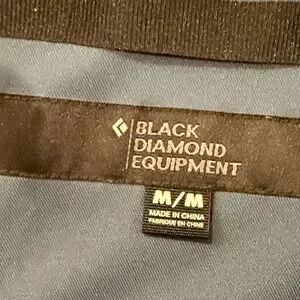 BLACK
DIAMOND
EQUIPMENT
M/M
MADE IN CHINA
FABRIQUÉ EN CHINE